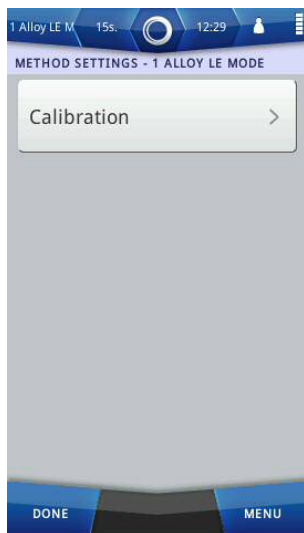 1 Alloy LE M 15s. 12:29
METHOD SETTINGS - 1 ALLOY LE MODE
Calibration
DONE MENU